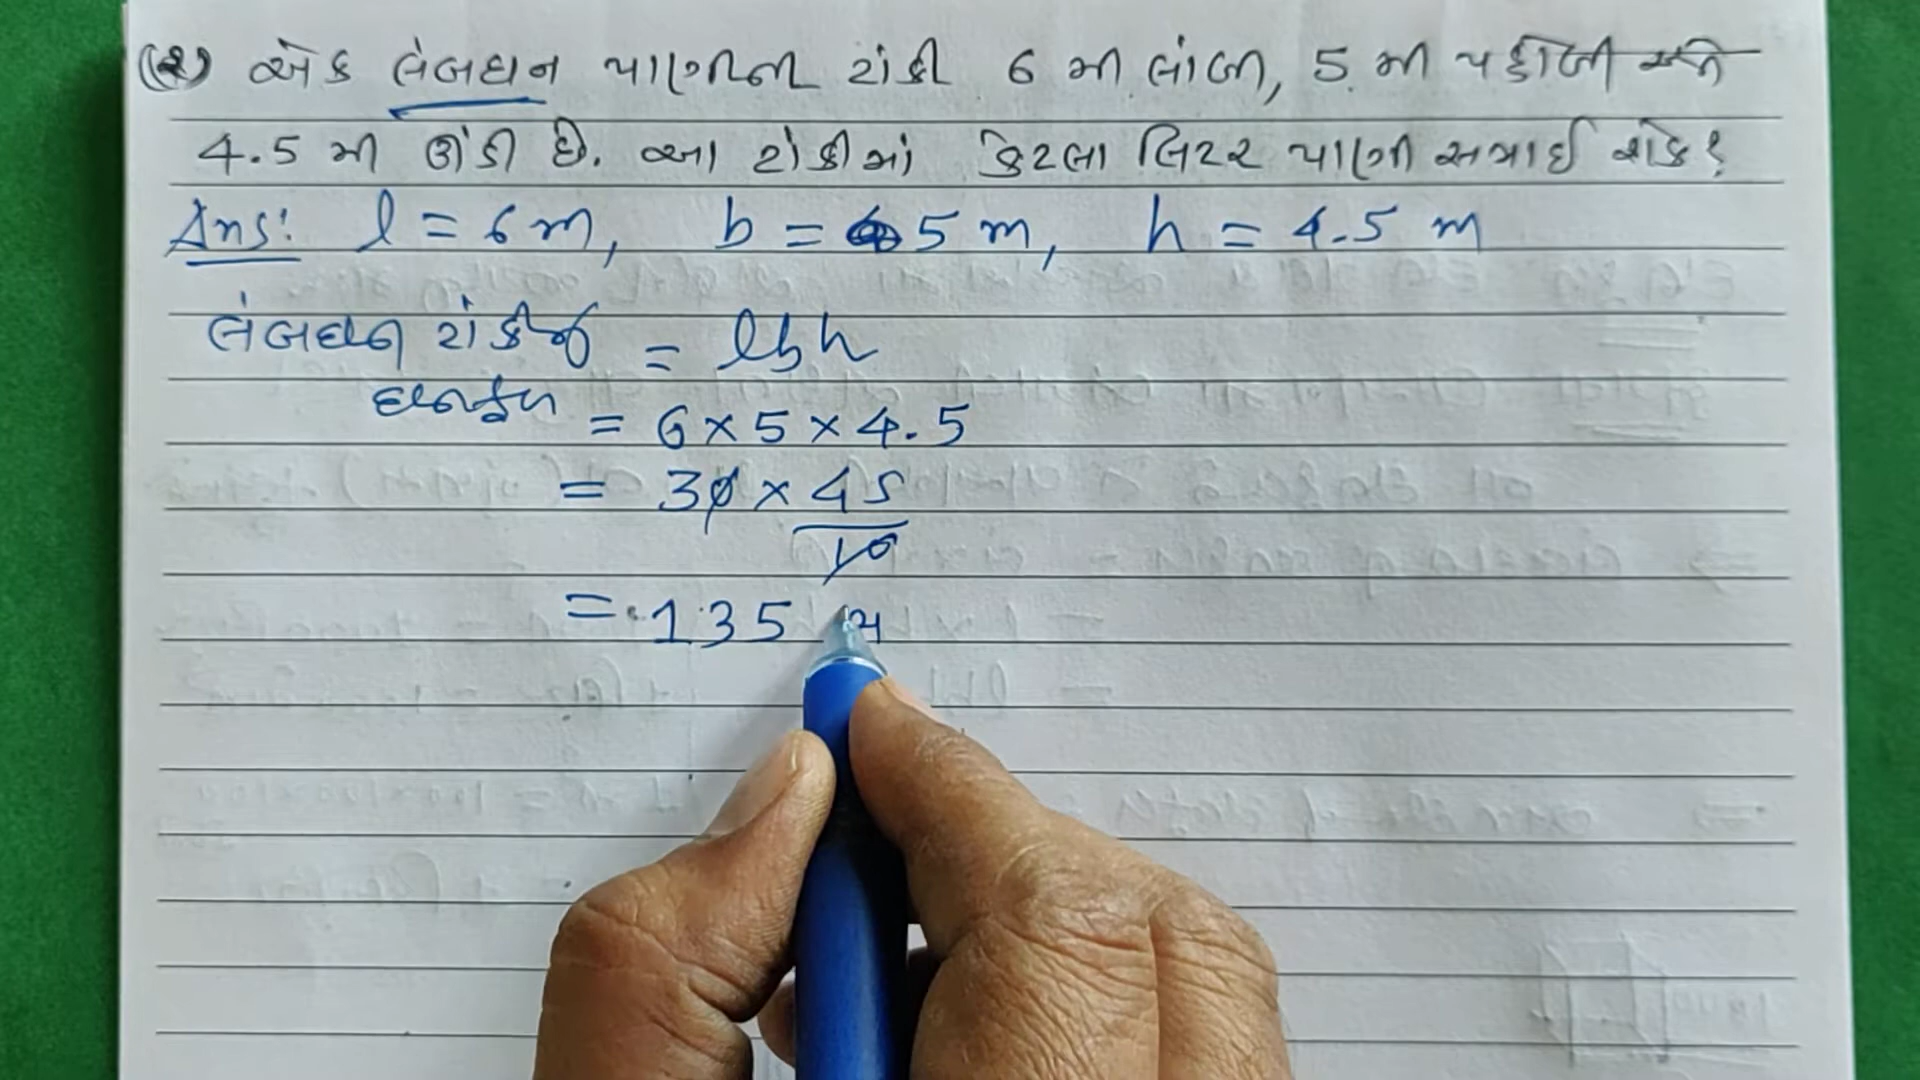 (૨) એક લંબઘન પાણીની ટાંકી 6 મી લાંબી, 5 મી પહોળી અને
4.5 મી ઊંડી છે. આ ટાંકીમાં કેટલા લિટર પાણી સમાઈ શકે?
Ans: l = 6 m, b = 5 m, h = 4.5 m
લંબઘન ટાંકીનું = lbh
ઘનફળ
= 6 × 5 × 4.5
= 30 × 45
10
= 135 ઘ